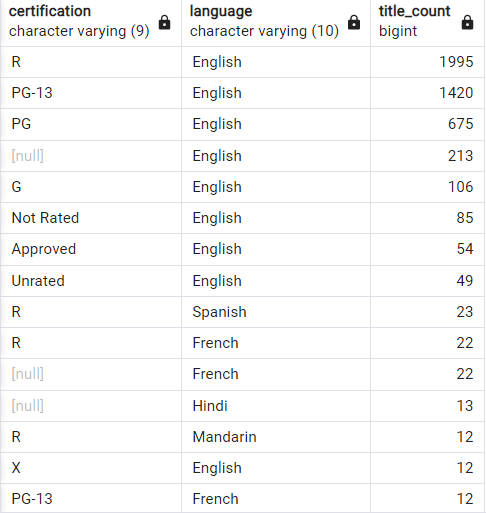 certification language title_count
character varying (9) character varying (10) bigint
R English 1995
PG-13 English 1420
PG English 675
[null] English 213
G English 106
Not Rated English 85
Approved English 54
Unrated English 49
R Spanish 23
R French 22
[null] French 22
[null] Hindi 13
R Mandarin 12
X English 12
PG-13 French 12